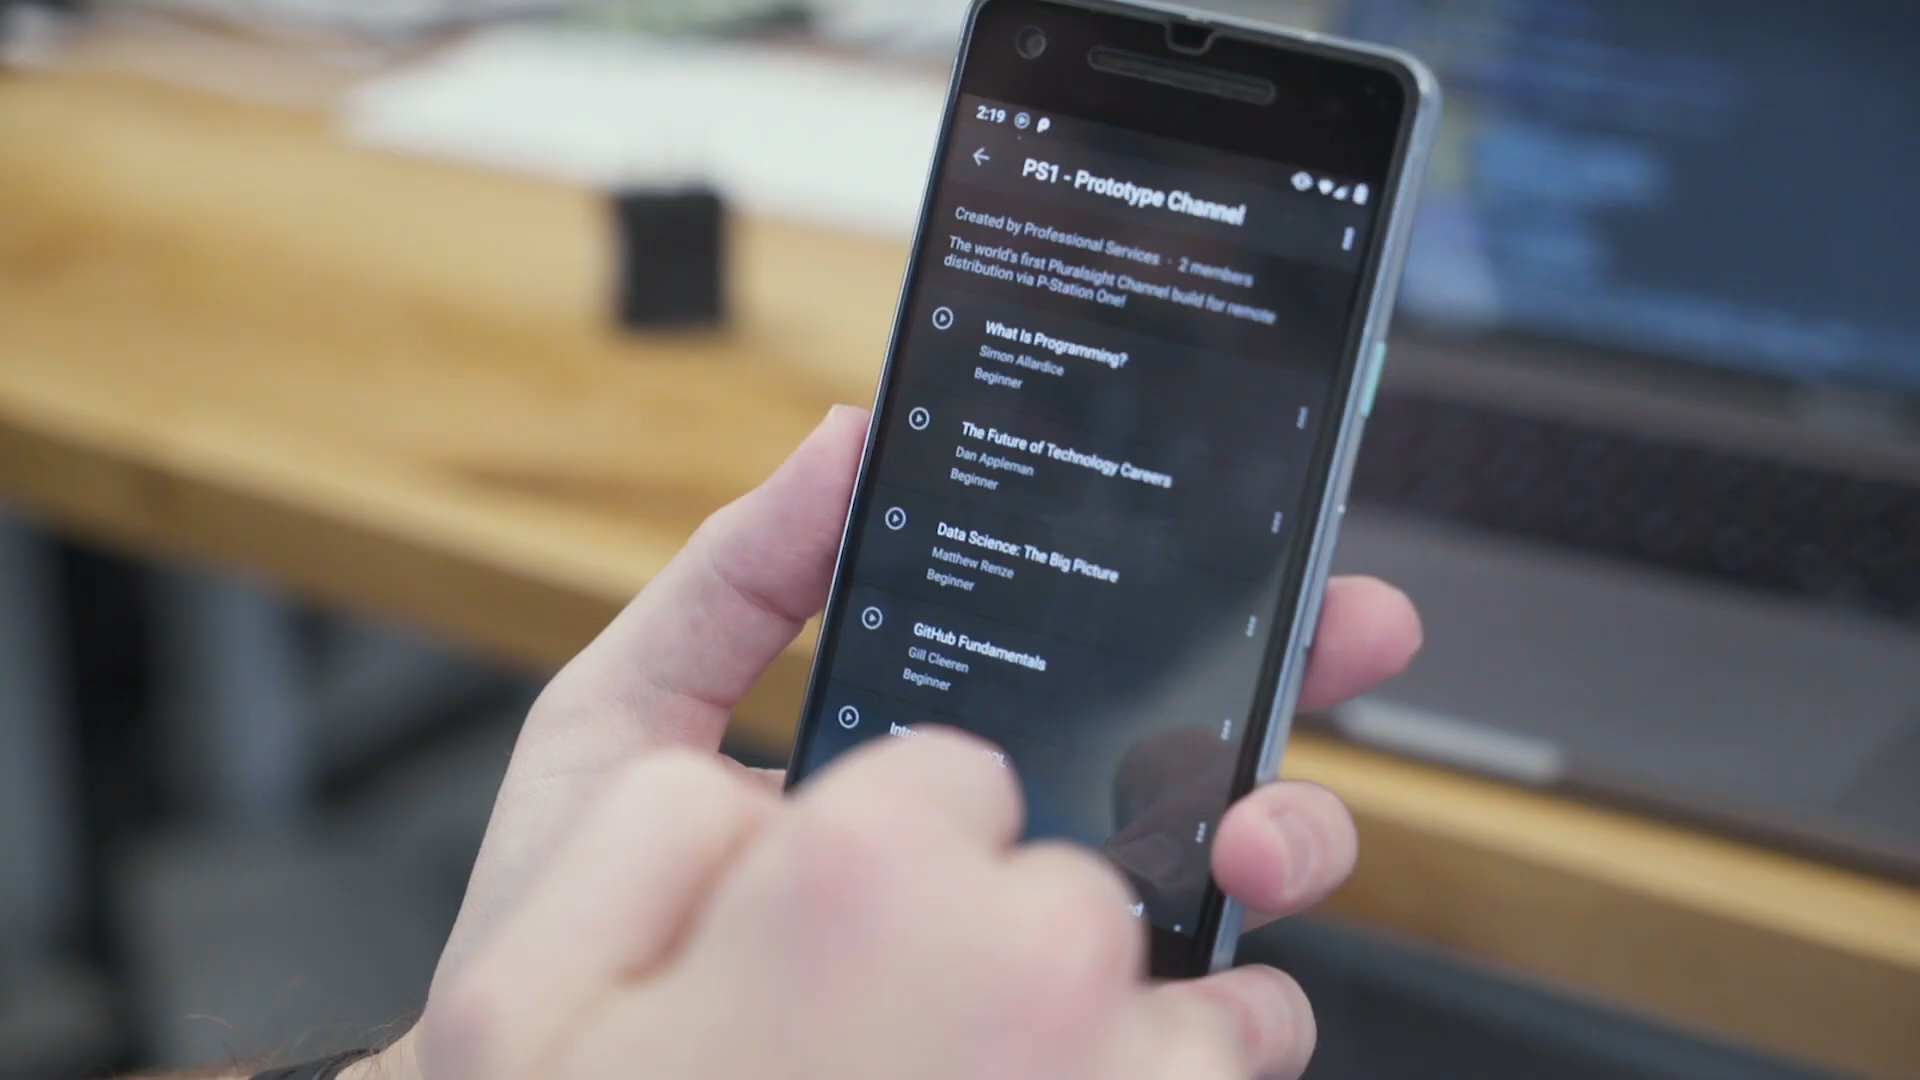 2:19
PS1 - Prototype Channel
Created by Professional Services · 2 members
The world's first Pluralsight Channel build for remote
distribution via P-Station One!
What Is Programming?
Simon Allardice
Beginner
The Future of Technology Careers
Dan Appleman
Beginner
Data Science: The Big Picture
Matthew Renze
Beginner
GitHub Fundamentals
Gill Cleeren
Beginner